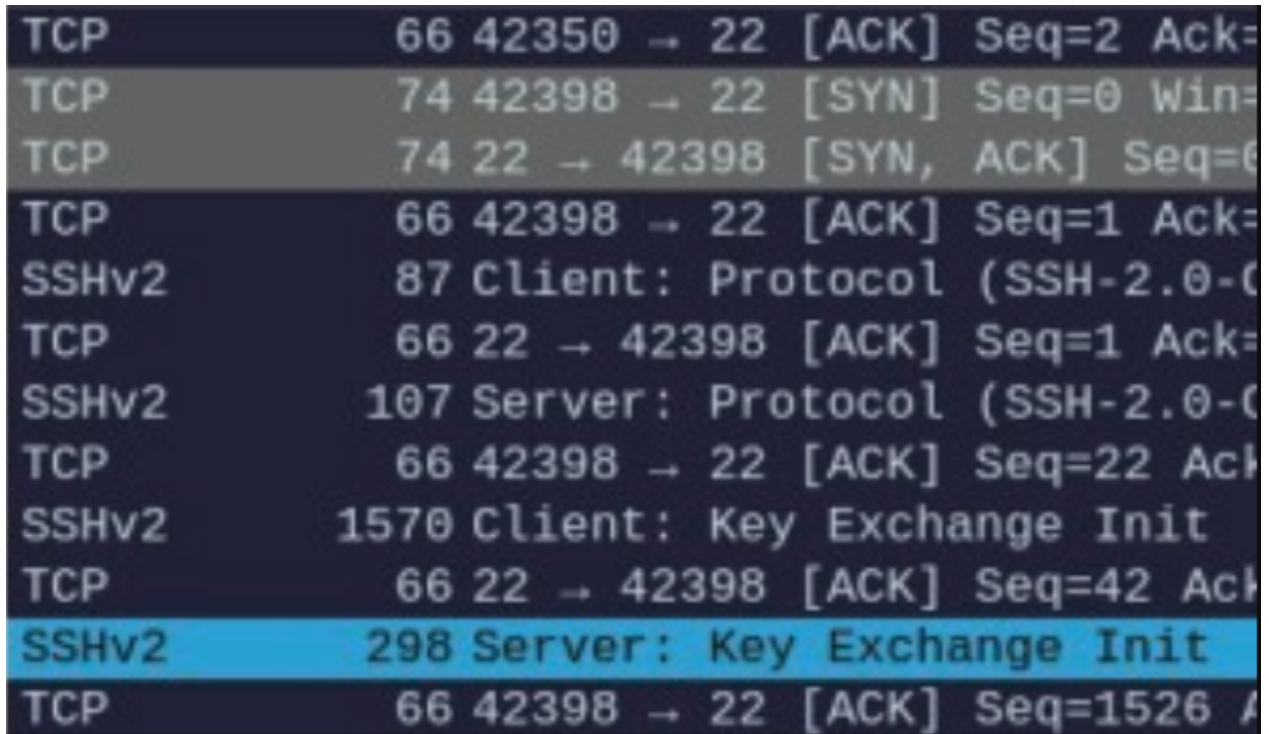 TCP 66 42350 → 22 [ACK] Seq=2 Ack=
TCP 74 42398 → 22 [SYN] Seq=0 Win=
TCP 74 22 → 42398 [SYN, ACK] Seq=0
TCP 66 42398 → 22 [ACK] Seq=1 Ack=
SSHv2 87 Client: Protocol (SSH-2.0-
TCP 66 22 → 42398 [ACK] Seq=1 Ack=
SSHv2 107 Server: Protocol (SSH-2.0-
TCP 66 42398 → 22 [ACK] Seq=22 Ack
SSHv2 1570 Client: Key Exchange Init
TCP 66 22 → 42398 [ACK] Seq=42 Ack
SSHv2 298 Server: Key Exchange Init
TCP 66 42398 → 22 [ACK] Seq=1526